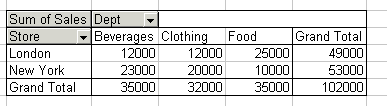 Sum of Sales Dept
Store Beverages Clothing Food Grand Total
London 12000 12000 25000 49000
New York 23000 20000 10000 53000
Grand Total 35000 32000 35000 102000